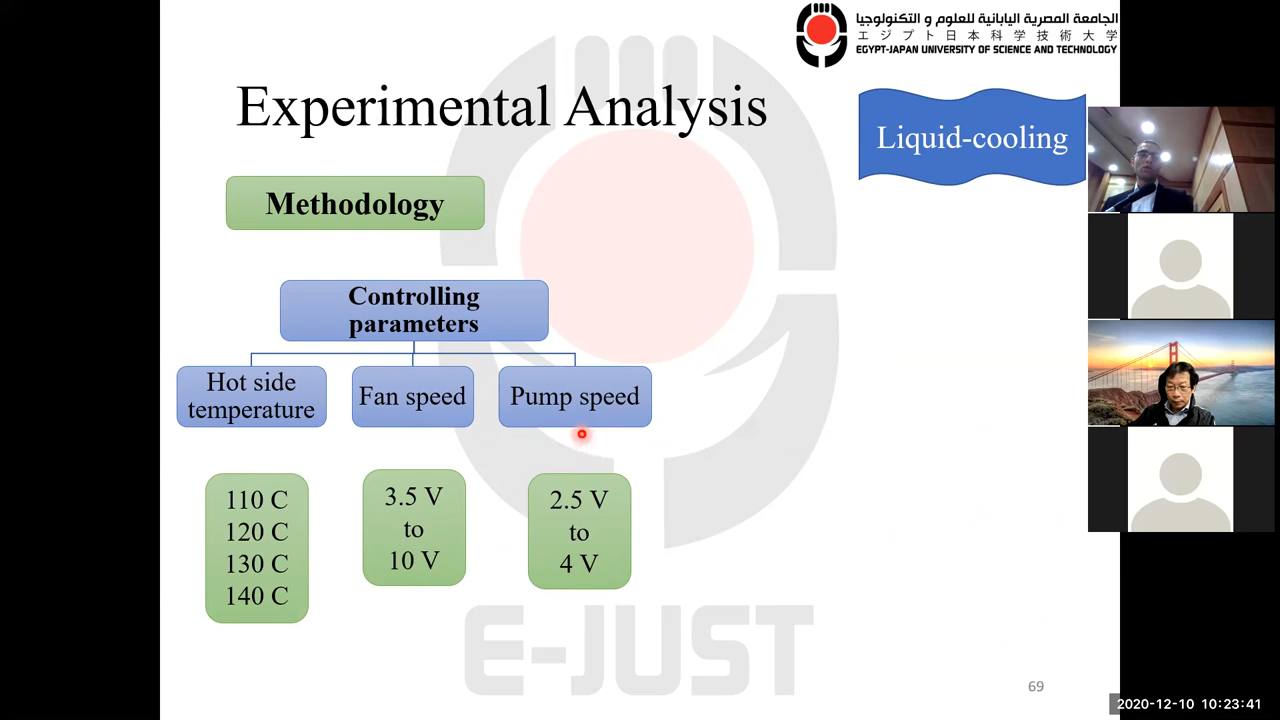 الجامعة المصرية اليابانية للعلوم و التكنولوجيا
エジプト日本科学技術大学
EGYPT-JAPAN UNIVERSITY OF SCIENCE AND TECHNOLOGY
Experimental Analysis
Liquid-cooling
Methodology
Controlling
parameters
Hot side
temperature
Fan speed
Pump speed
110 C
120 C
130 C
140 C
3.5 V
to
10 V
2.5 V
to
4 V
E-JUST
69
2020-12-10 10:23:41